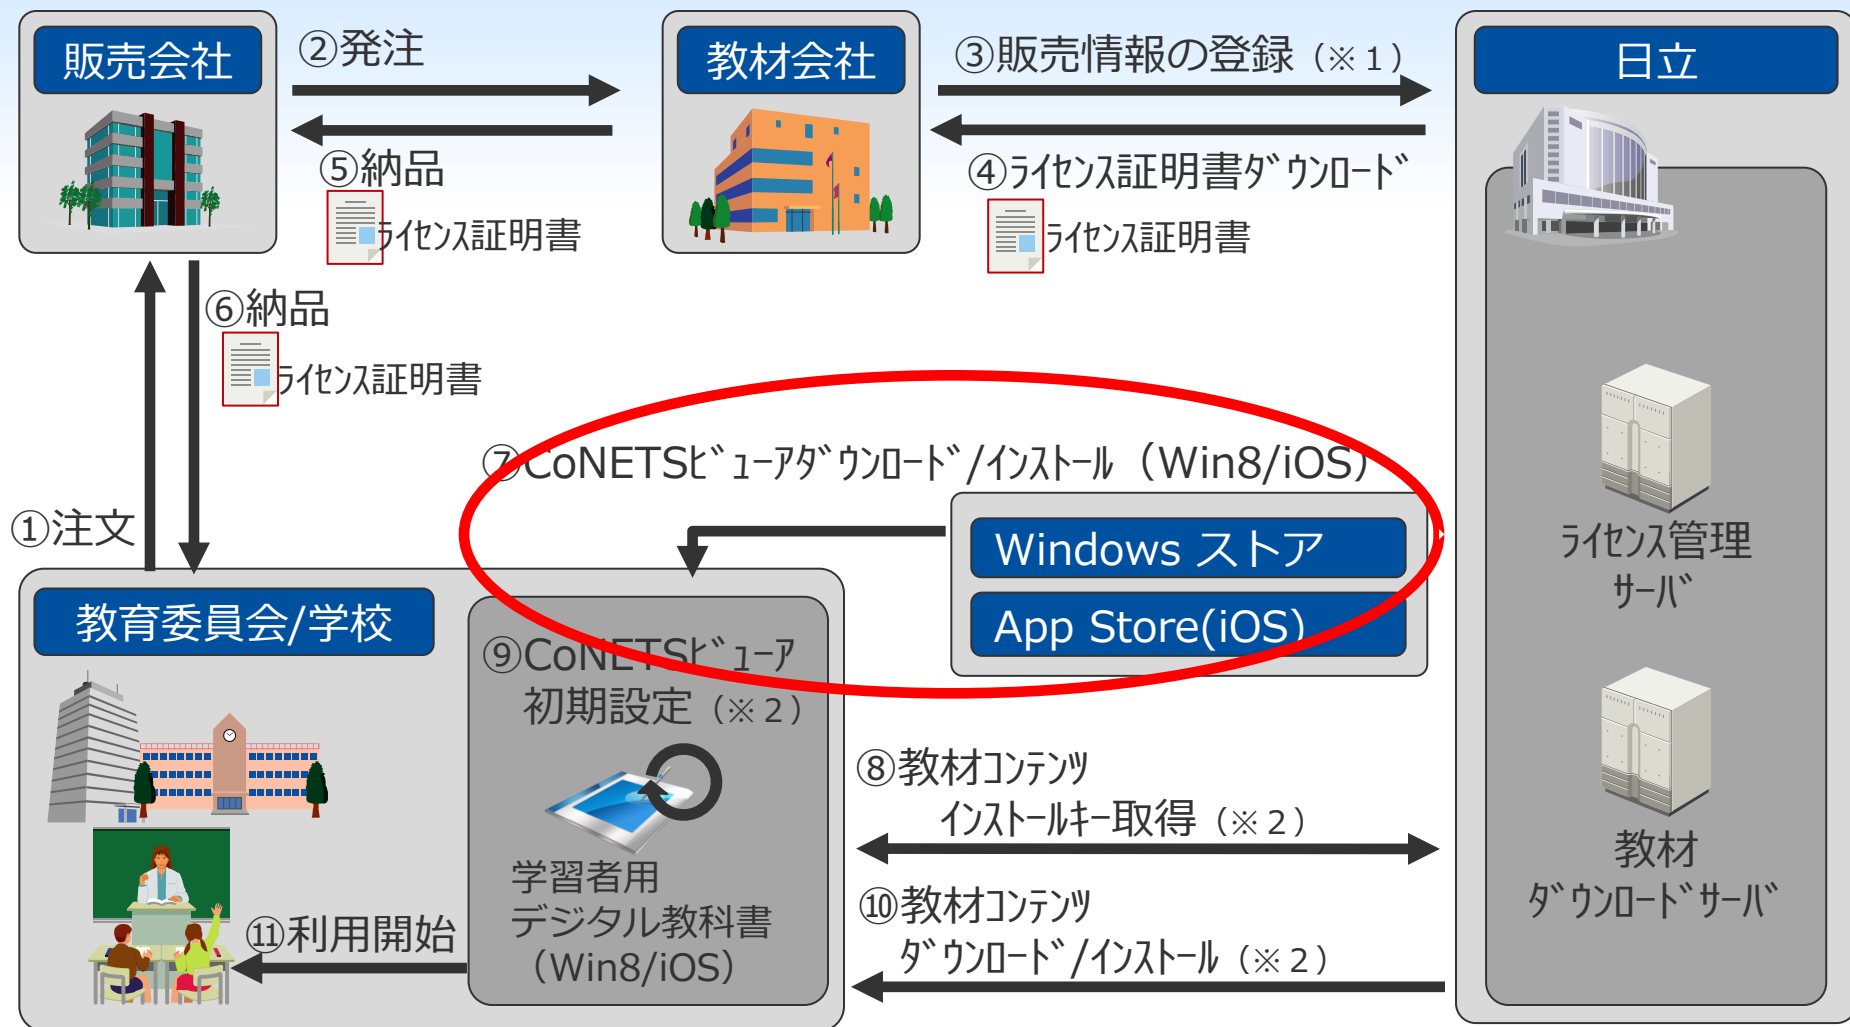 販売会社
②発注
教材会社
③販売情報の登録（※１）
日立
⑤納品
ライセンス証明書
④ライセンス証明書ダウンロード
ライセンス証明書
⑥納品
ライセンス証明書
①注文
⑦CoNETSビューアダウンロード/インストール（Win8/iOS）
Windows ストア
App Store(iOS)
ライセンス管理
サーバ
教育委員会/学校
⑨CoNETSビューア
初期設定（※２）
学習者用
デジタル教科書
（Win8/iOS）
⑧教材コンテンツ
インストールキー取得（※２）
教材
ダウンロードサーバ
⑩教材コンテンツ
ダウンロード/インストール（※２）
⑪利用開始